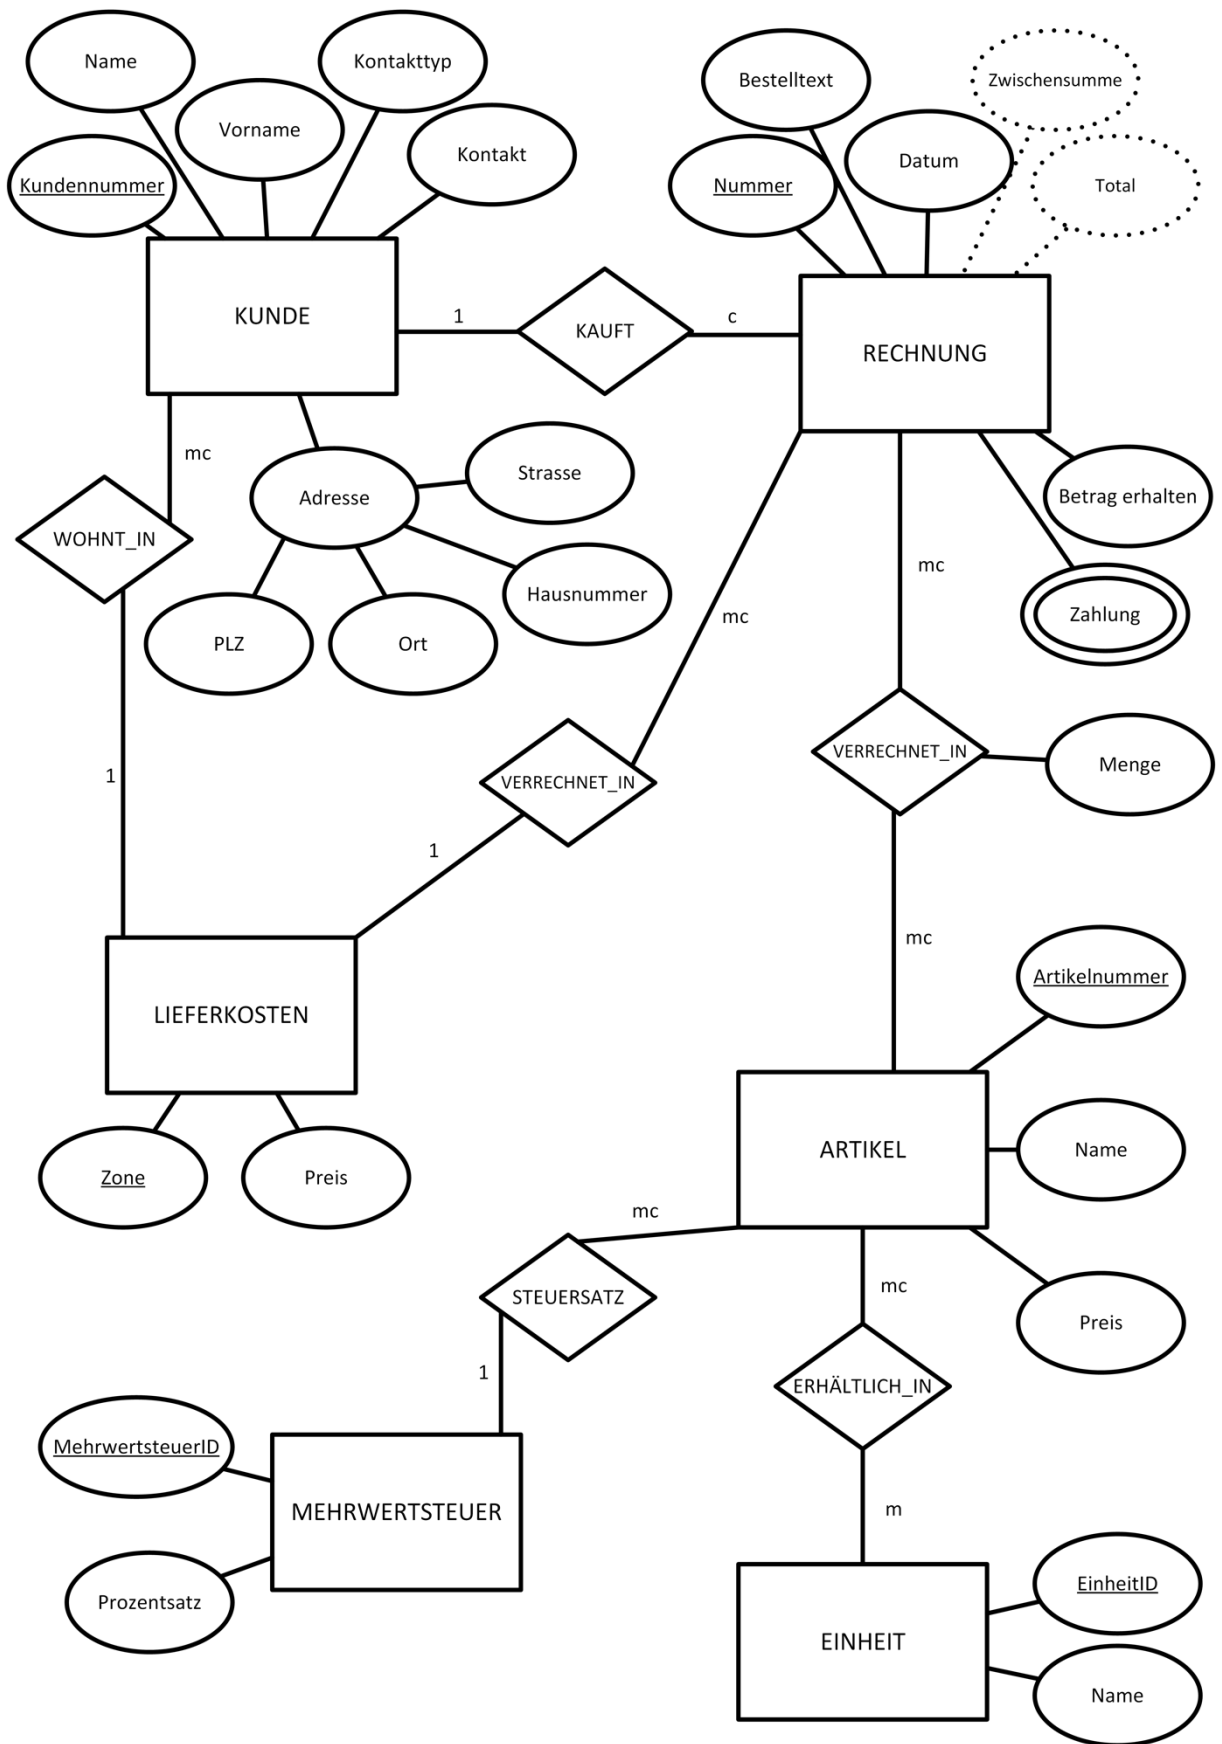 Name
Kontakttyp
Vorname
Kontakt
Kundennummer
Bestelltext
Zwischensumme
Datum
Nummer
Total
KUNDE
1
KAUFT
c
RECHNUNG
mc
WOHNT_IN
Adresse
Strasse
Hausnummer
PLZ
Ort
Betrag erhalten
Zahlung
mc
mc
1
VERRECHNET_IN
1
VERRECHNET_IN
Menge
mc
LIEFERKOSTEN
Zone
Preis
Artikelnummer
ARTIKEL
Name
Preis
mc
STEUERSATZ
1
mc
ERHÄLTLICH_IN
m
MehrwertsteuerID
MEHRWERTSTEUER
Prozentsatz
EINHEIT
EinheitID
Name